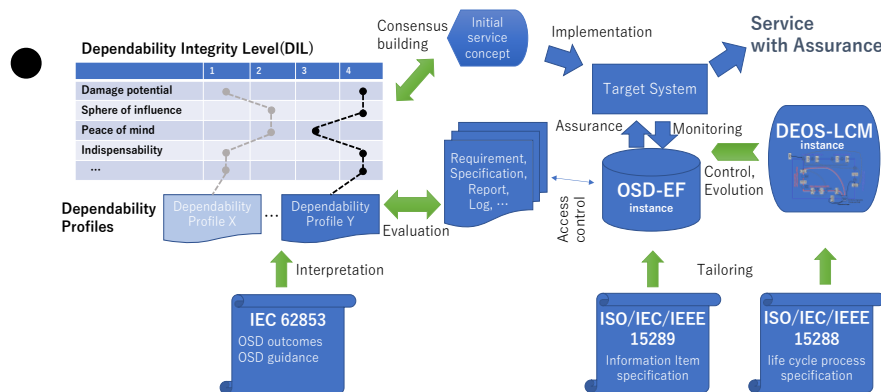 Service
with Assurance
Consensus
building
Initial
service
concept
Implementation
Dependability Integrity Level(DIL)
1 2 3 4
Damage potential
Sphere of influence
Peace of mind
Indispensability
...
Target System
Assurance
Monitoring
DEOS-LCM
instance
Requirement,
Specification,
Report,
Log, ...
OSD-EF
instance
Control,
Evolution
Access
control
Dependability
Profiles
Dependability
Profile X
...
Dependability
Profile Y
Evaluation
Interpretation
Tailoring
IEC 62853
OSD outcomes
OSD guidance
ISO/IEC/IEEE
15289
Information Item
specification
ISO/IEC/IEEE
15288
life cycle process
specification